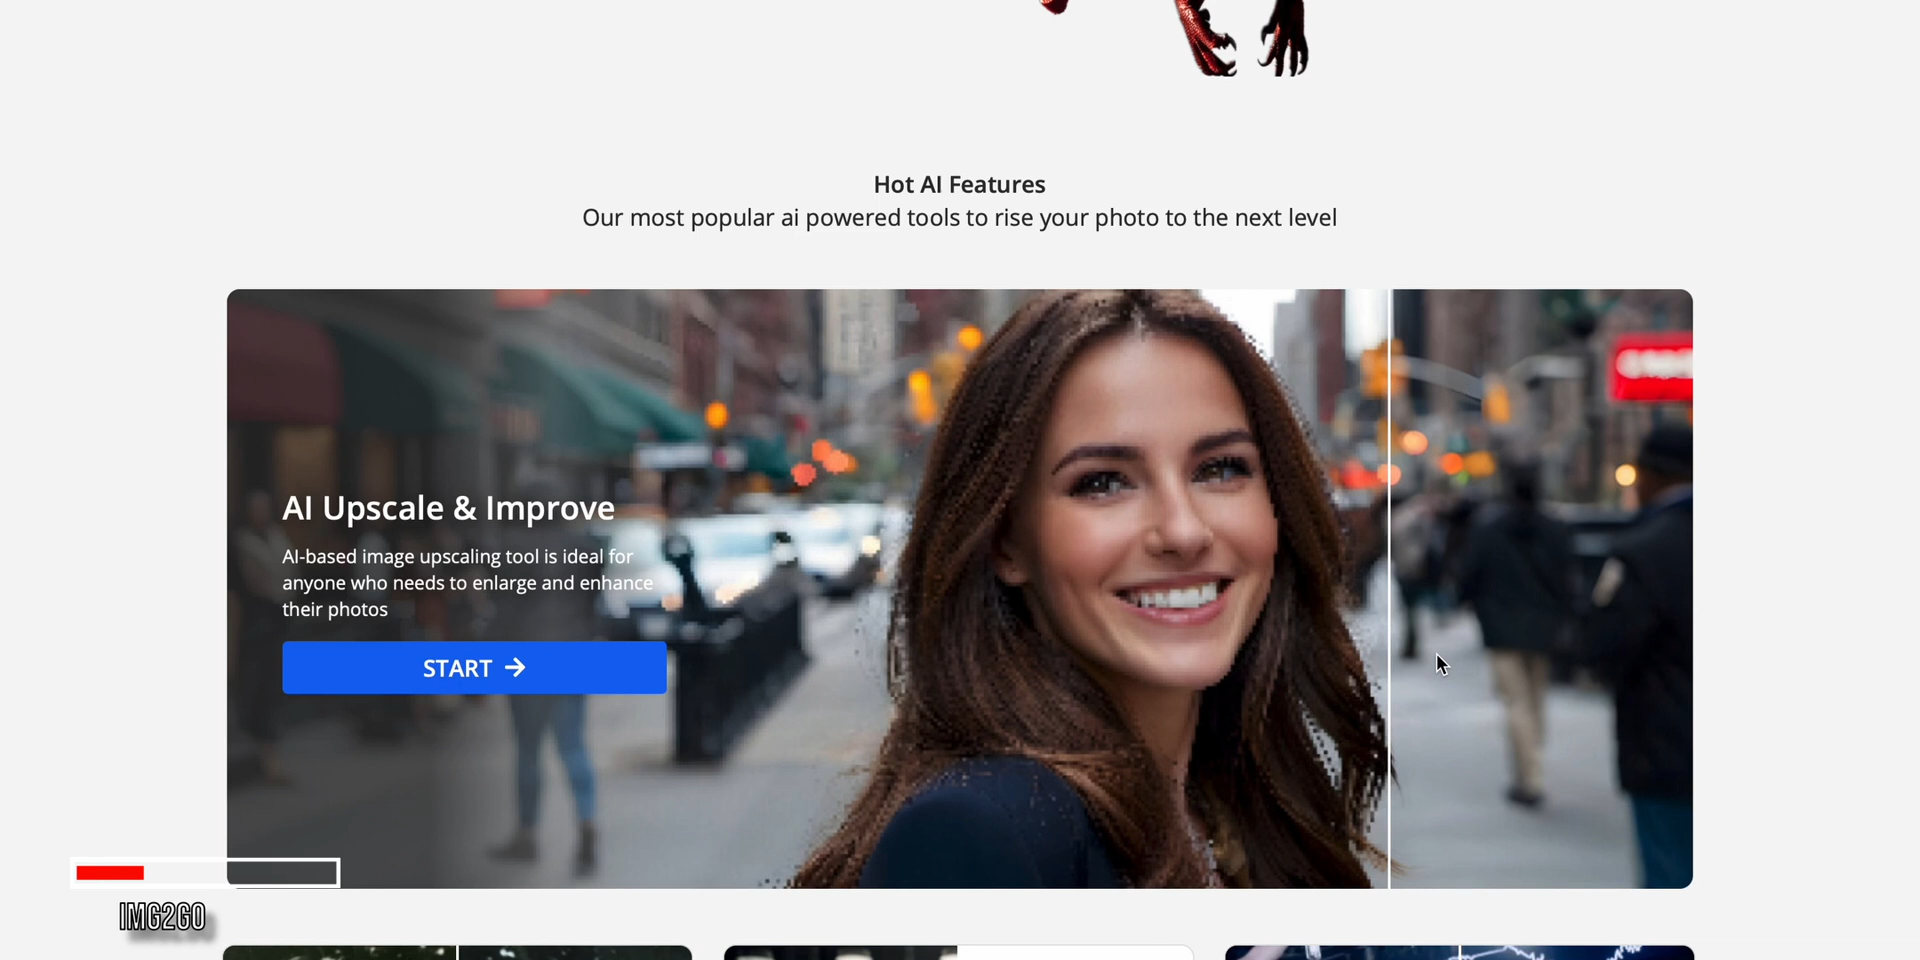 Hot AI Features
Our most popular ai powered tools to rise your photo to the next level
AI Upscale & Improve
AI-based image upscaling tool is ideal for
anyone who needs to enlarge and enhance
their photos
START
IMG2GO